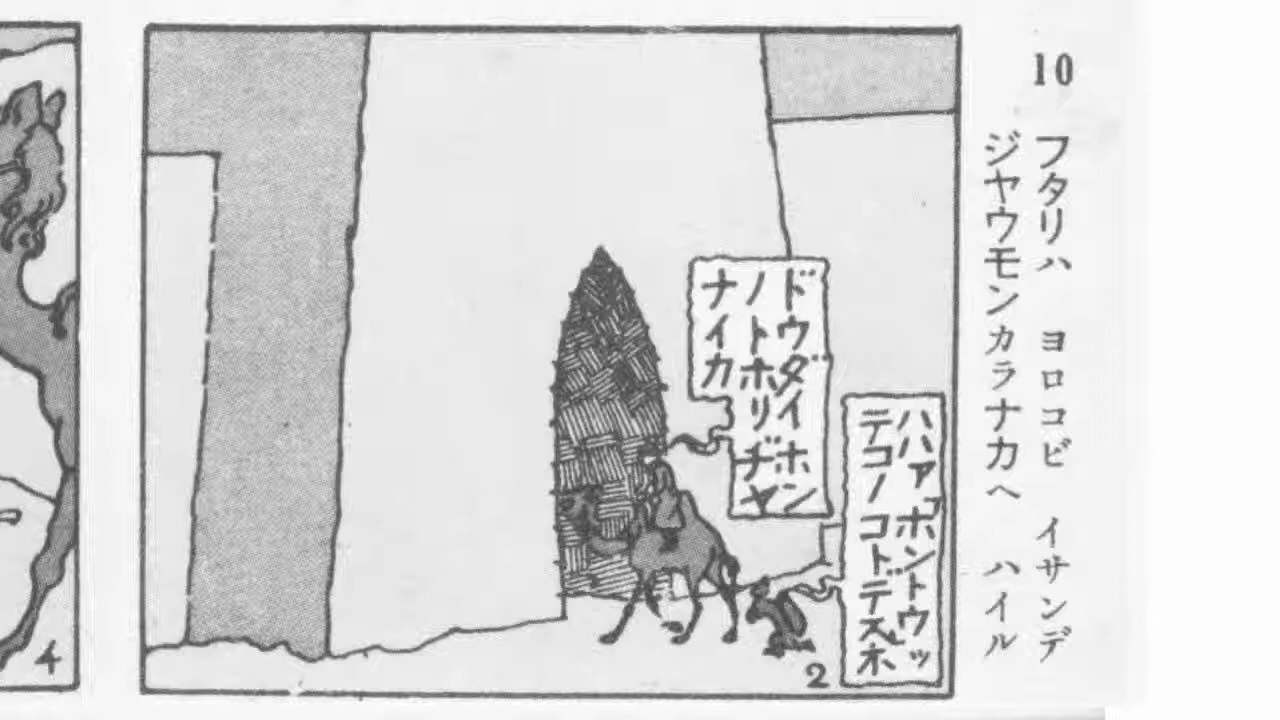 10
フタリハ ヨロコビ イサンデ
ジヤウモンカラナカヘ ハイル
ドウダイホン
ノトホリヂヤ
ナイカ
ハハア「ホントウッ
テコノコトデスネ
2
4